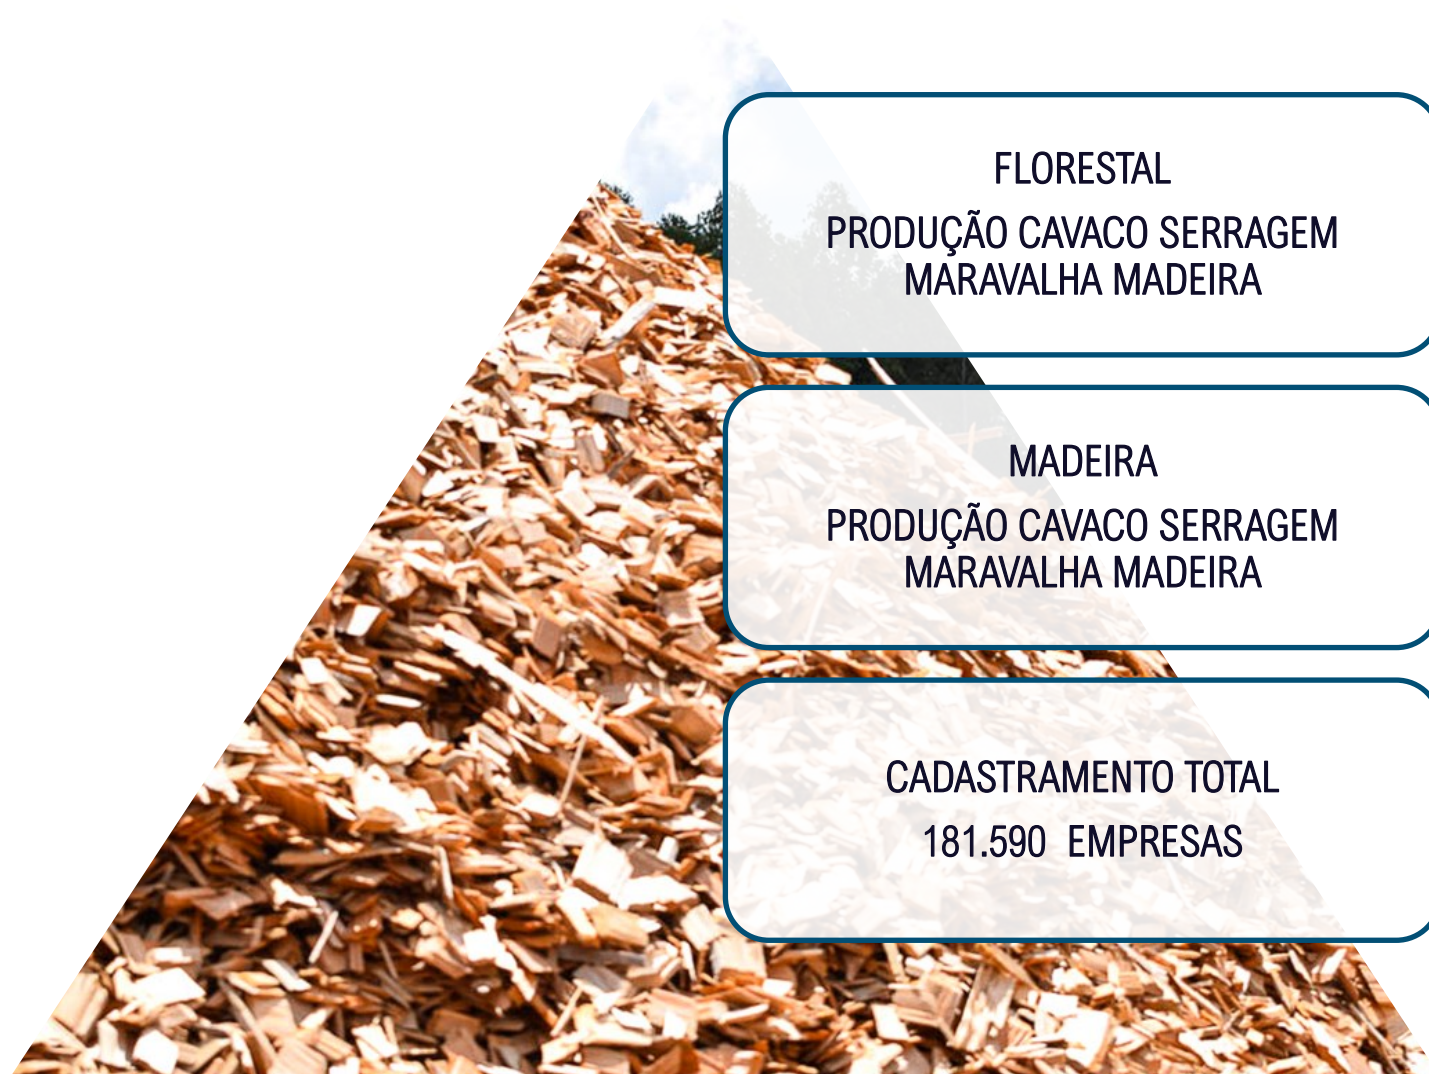 FLORESTAL
PRODUÇÃO CAVACO SERRAGEM
MARAVALHA MADEIRA
MADEIRA
PRODUÇÃO CAVACO SERRAGEM
MARAVALHA MADEIRA
CADASTRAMENTO TOTAL
181.590 EMPRESAS